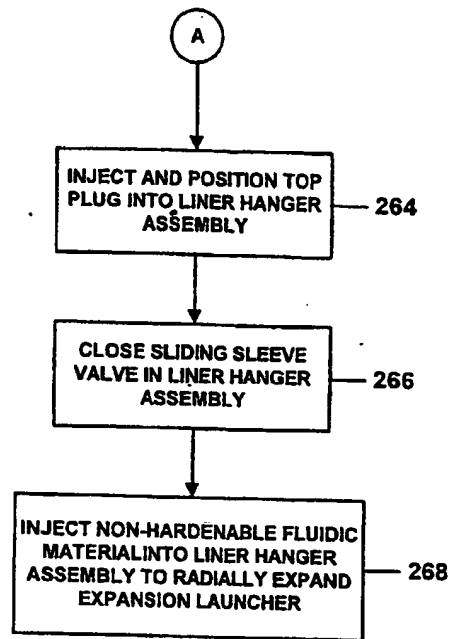 A
INJECT AND POSITION TOP
PLUG INTO LINER HANGER
ASSEMBLY
264
CLOSE SLIDING SLEEVE
VALVE IN LINER HANGER
ASSEMBLY
266
INJECT NON-HARDENABLE FLUIDIC
MATERIALINTO LINER HANGER
ASSEMBLY TO RADIALLY EXPAND
EXPANSION LAUNCHER
268